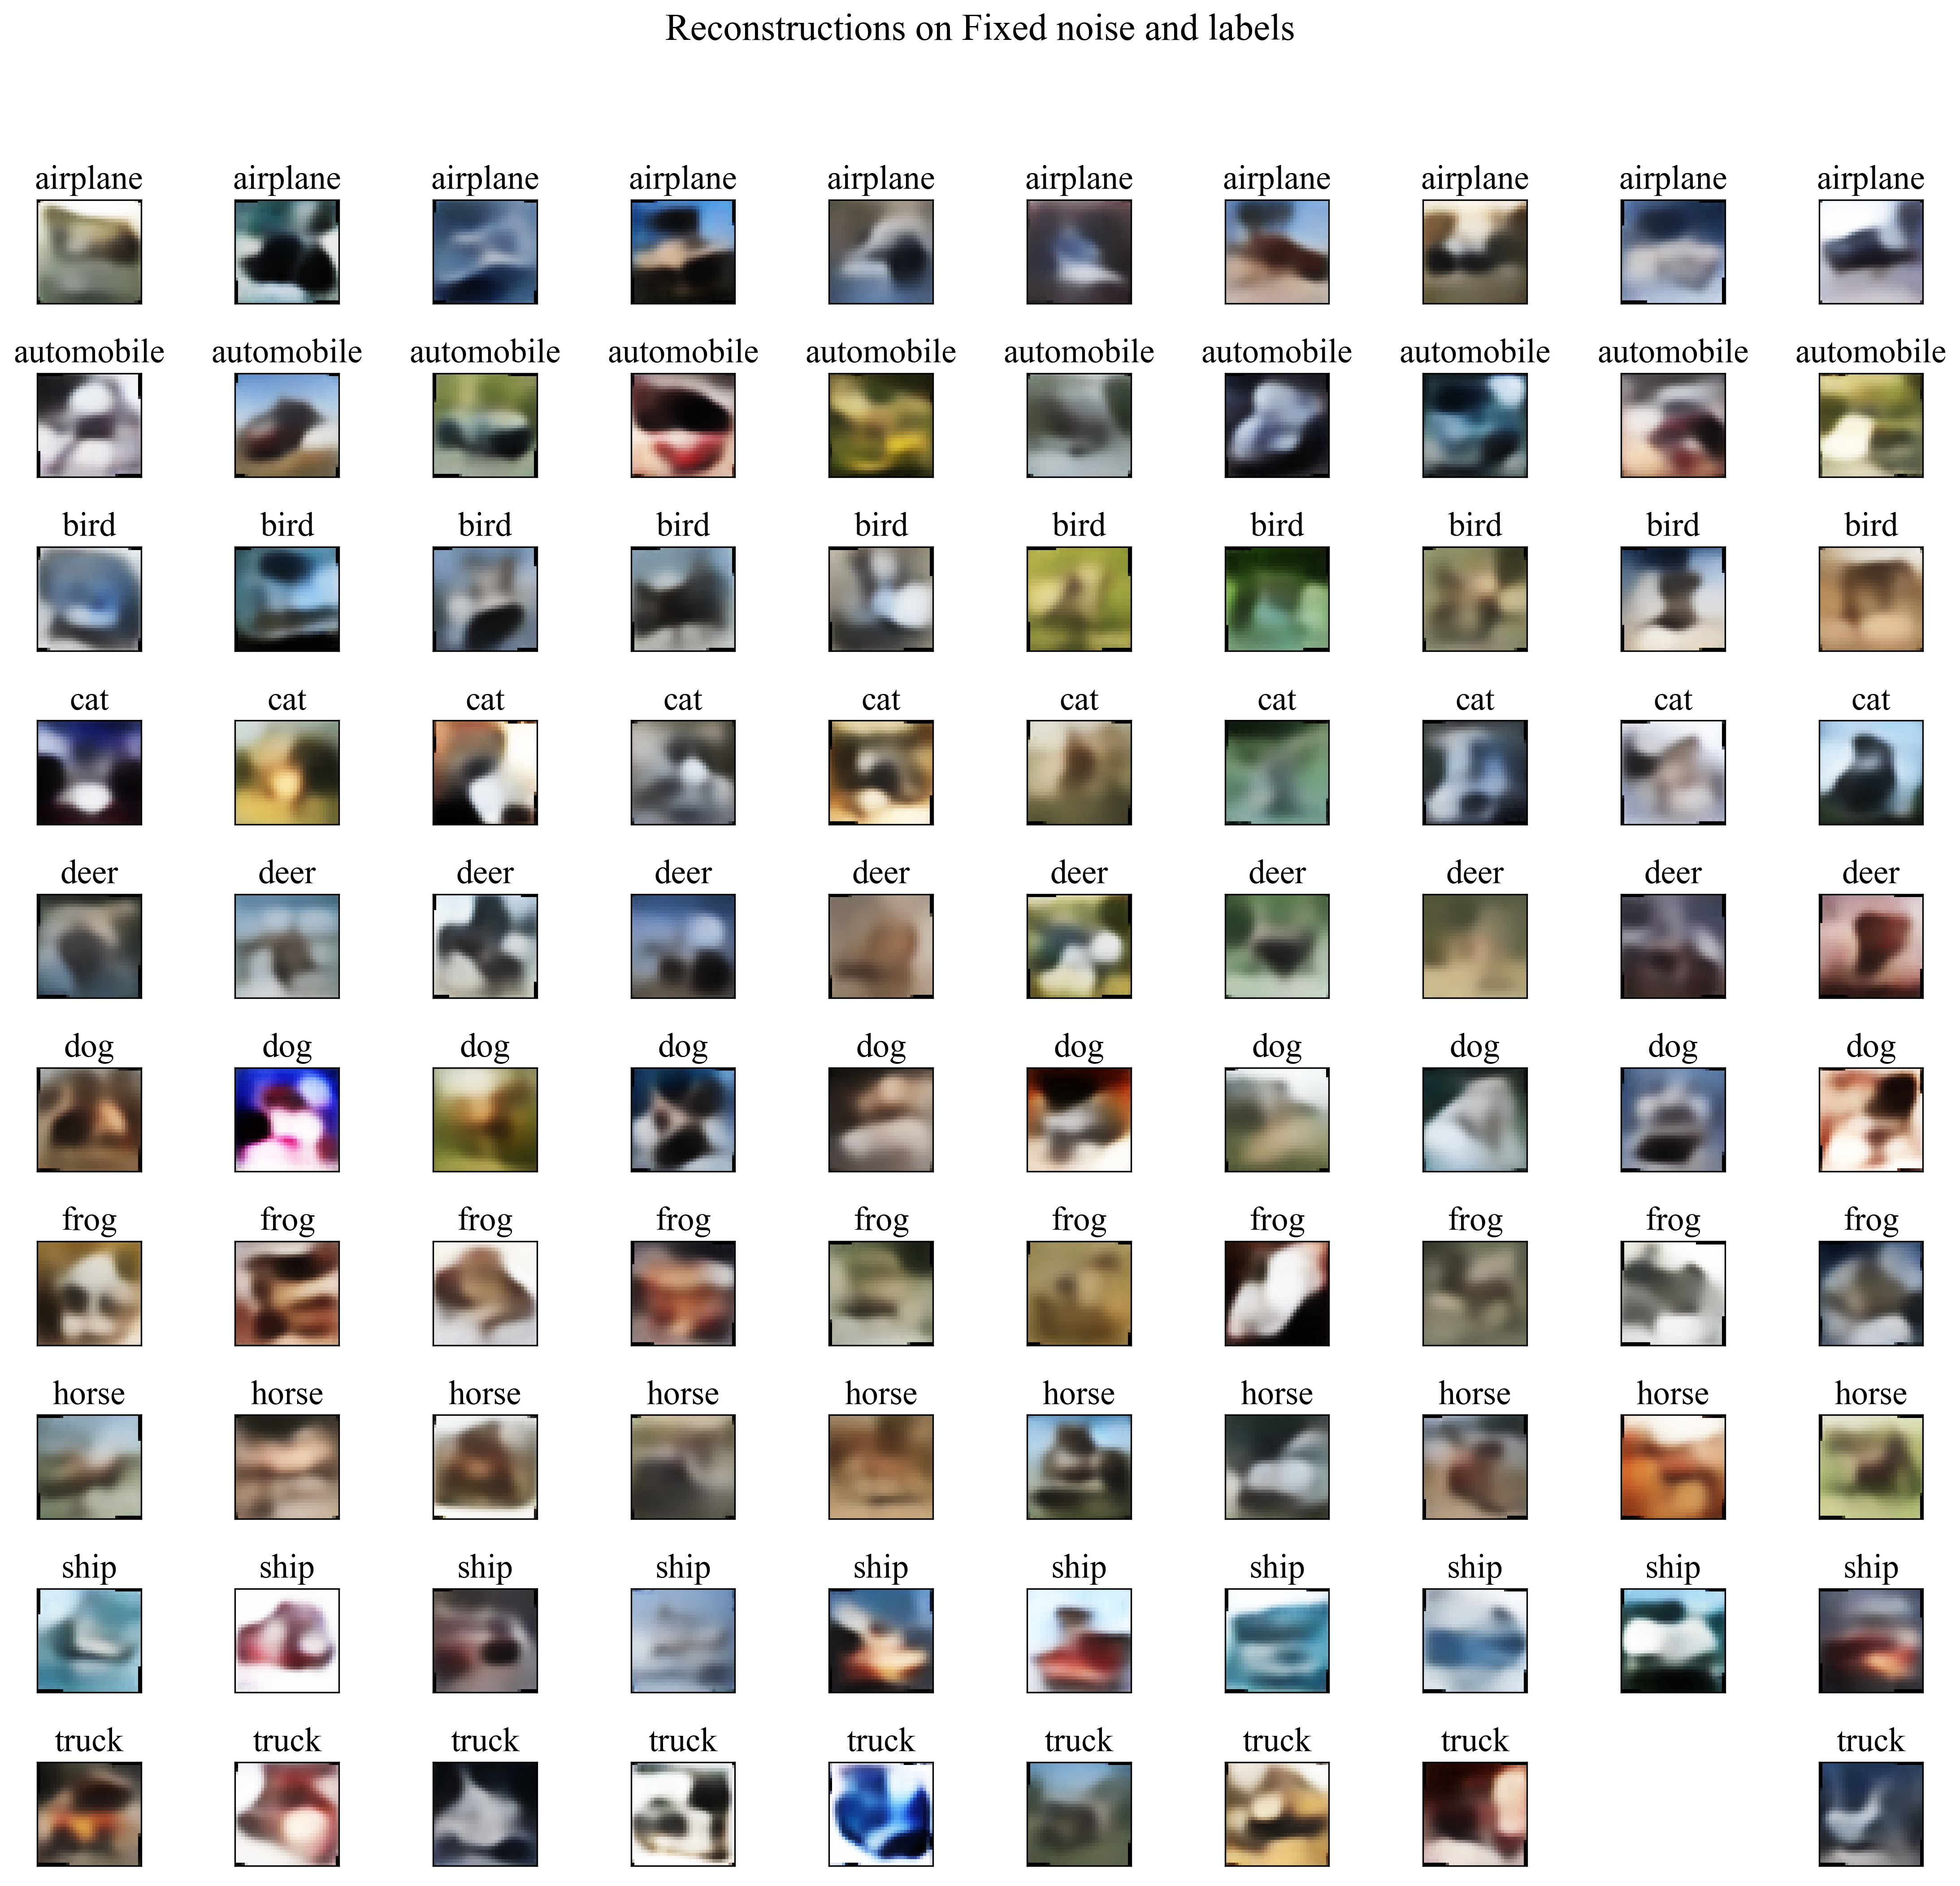 Reconstructions on Fixed noise and labels
airplane airplane airplane airplane airplane airplane airplane airplane airplane airplane
automobile automobile automobile automobile automobile automobile automobile automobile automobile automobile
bird bird bird bird bird bird bird bird bird bird
cat cat cat cat cat cat cat cat cat cat
deer deer deer deer deer deer deer deer deer deer
dog dog dog dog dog dog dog dog dog dog
frog frog frog frog frog frog frog frog frog frog
horse horse horse horse horse horse horse horse horse horse
ship ship ship ship ship ship ship ship ship ship
truck truck truck truck truck truck truck truck truck